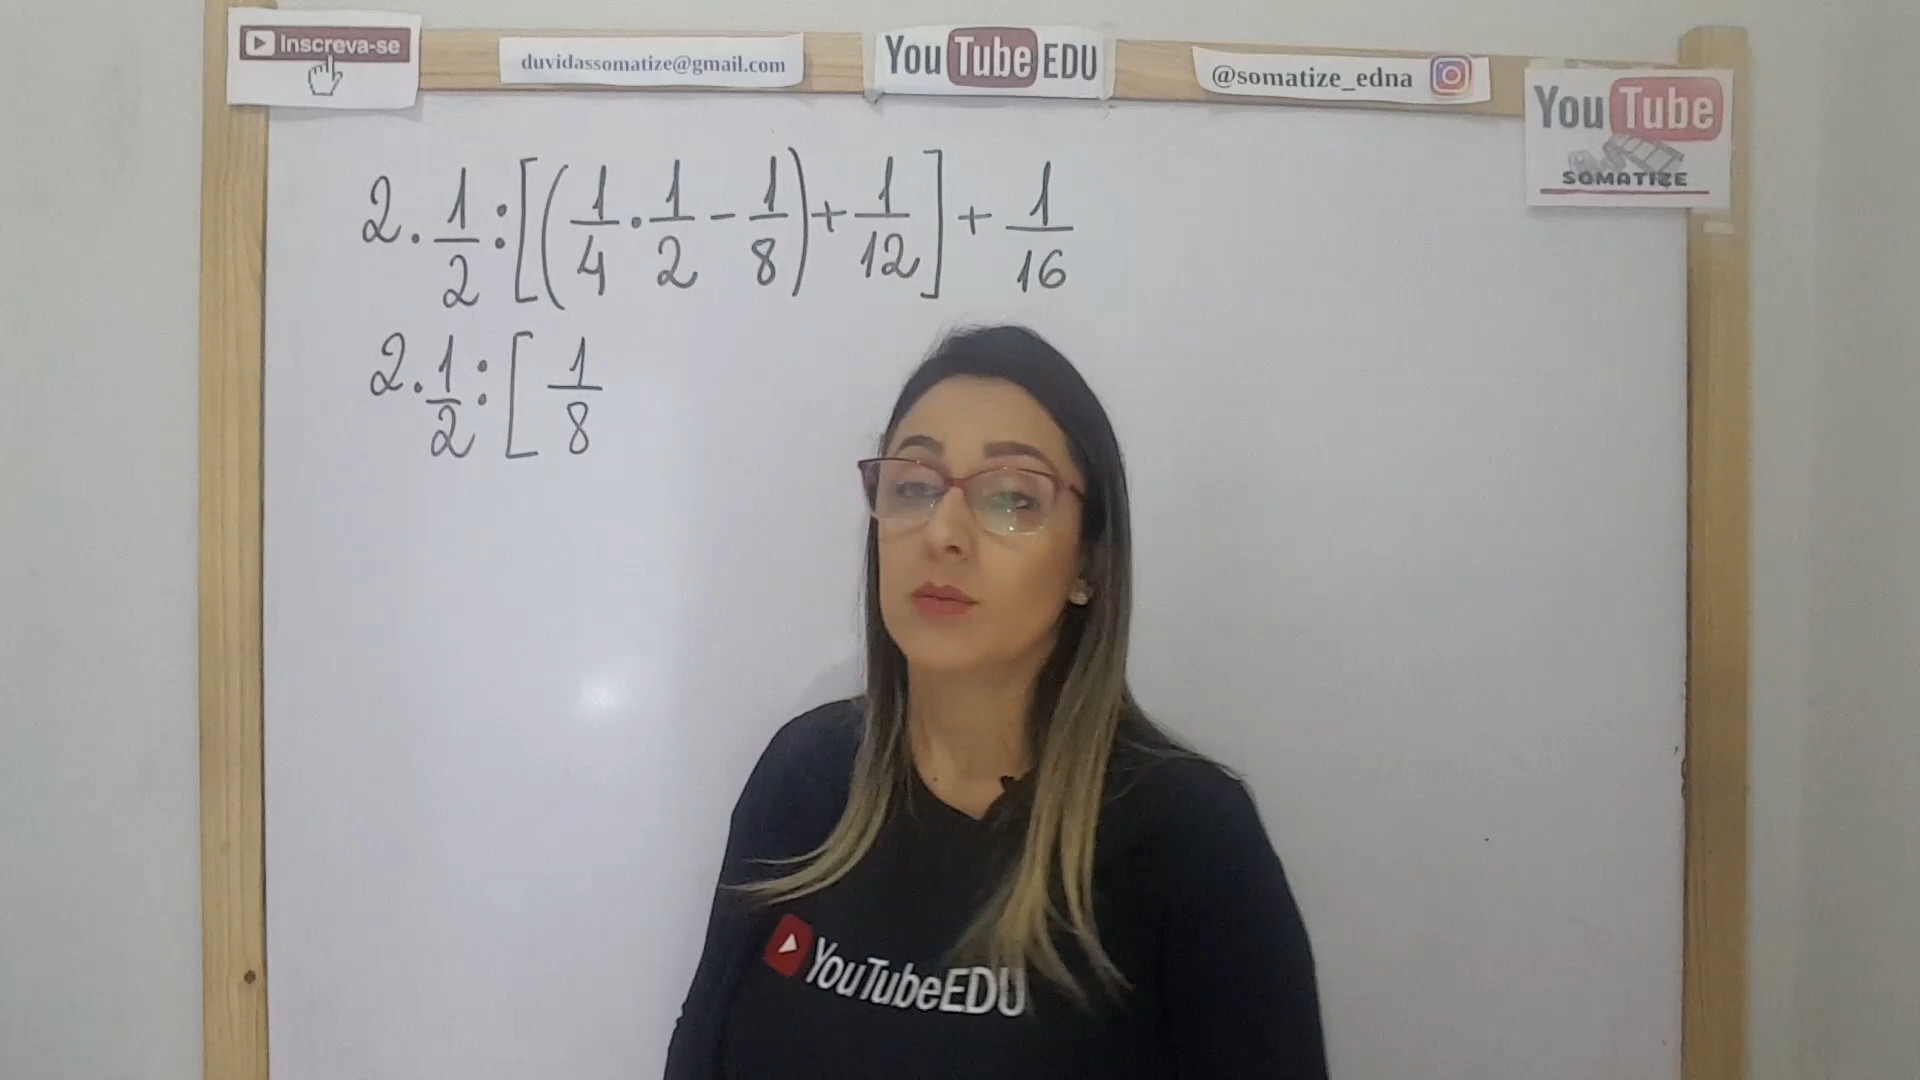 Inscreva-se
duvidassomatize@gmail.com
YouTube EDU
@somatize_edna
YouTube
SOMATIZE
2 . 1/2 : [(1/4 . 1/2 - 1/8) + 1/12] + 1/16
2 . 1/2 : [ 1/8
YouTubeEDU